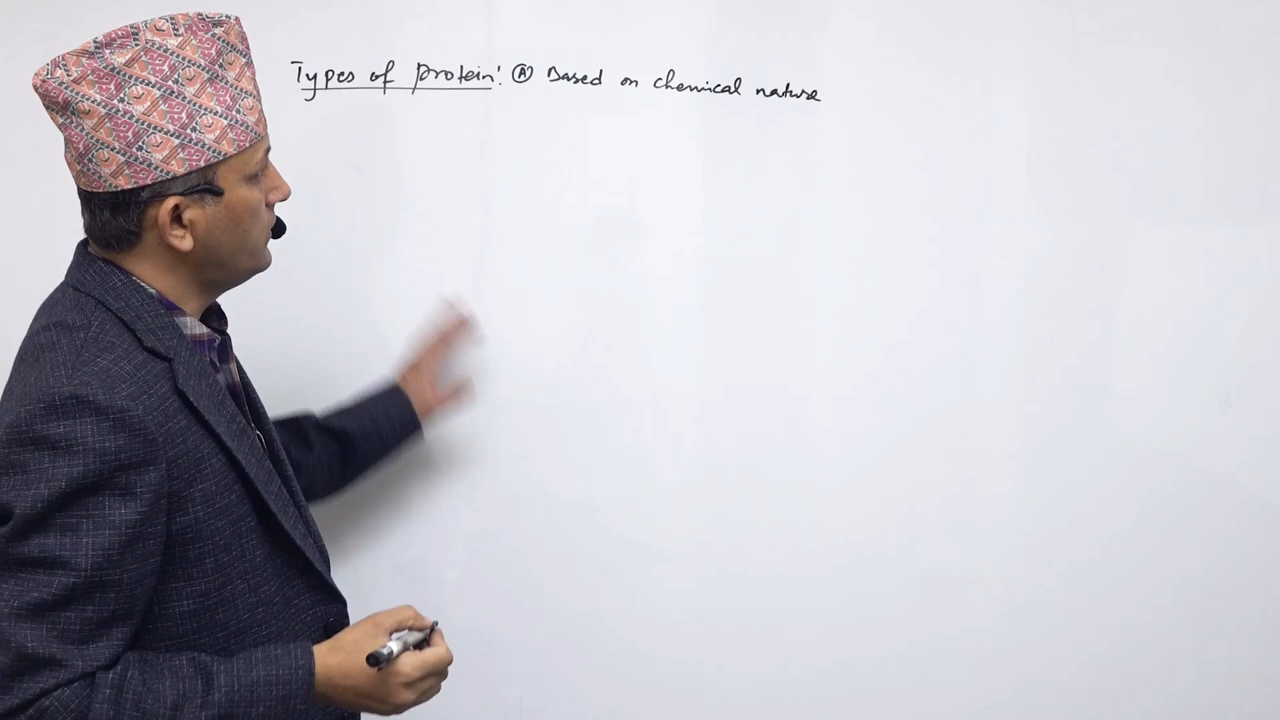 Types of protein: Ⓐ Based on chemical nature